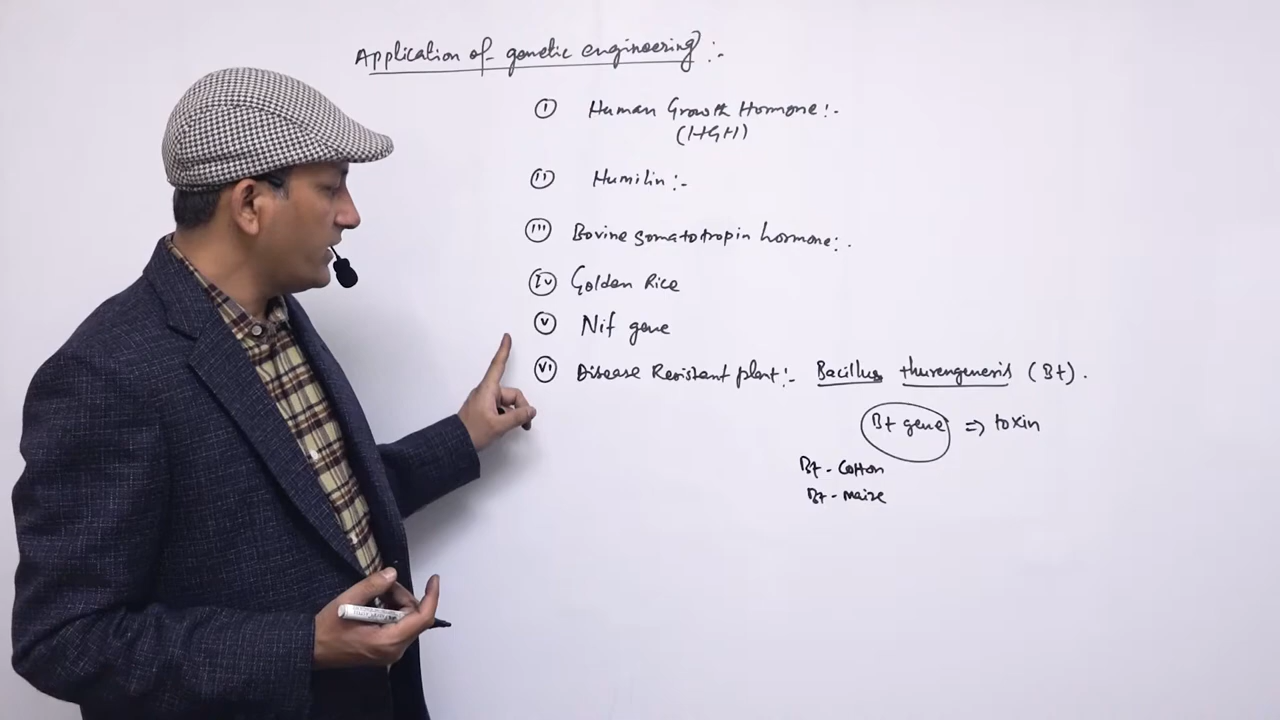 Application of genetic engineering :-
(i) Human Growth Hormone :-
(HGH)
(ii) Humilin :-
(iii) Bovine Somatotropin hormone :.
(iv) Golden Rice
(v) Nif gene
(vi) Disease Resistant plant :- Bacillus thurengenesis (Bt).
Bt gene => toxin
Bt - Cotton
Bt - maize